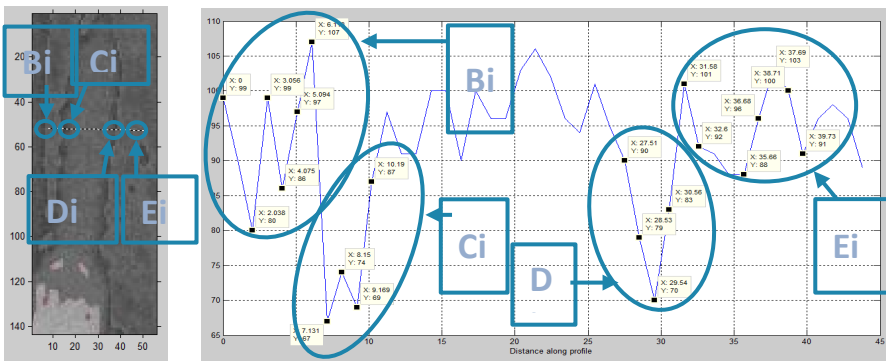 20
60
80
100
120
140
10 20 30 40 50
Bi
Ci
Di
Ei
110
105
100
95
90
85
80
75
70
65
0 5 10 15 20 25 30 35 40 45
Distance along profile
X: 0
Y: 99
X: 2.038
Y: 80
X: 3.056
Y: 99
X: 4.075
Y: 86
X: 5.094
Y: 97
Y: 107
X: 7.131
X: 8.15
Y: 74
X: 9.169
Y: 69
X: 10.19
Y: 87
Bi
Ci
D
X: 27.51
Y: 90
X: 28.53
Y: 79
X: 29.54
Y: 70
X: 30.56
Y: 83
X: 31.58
Y: 101
X: 32.6
Y: 92
X: 35.66
Y: 88
X: 36.68
Y: 96
X: 38.71
Y: 100
X: 37.69
Y: 103
X: 39.73
Y: 91
Ei